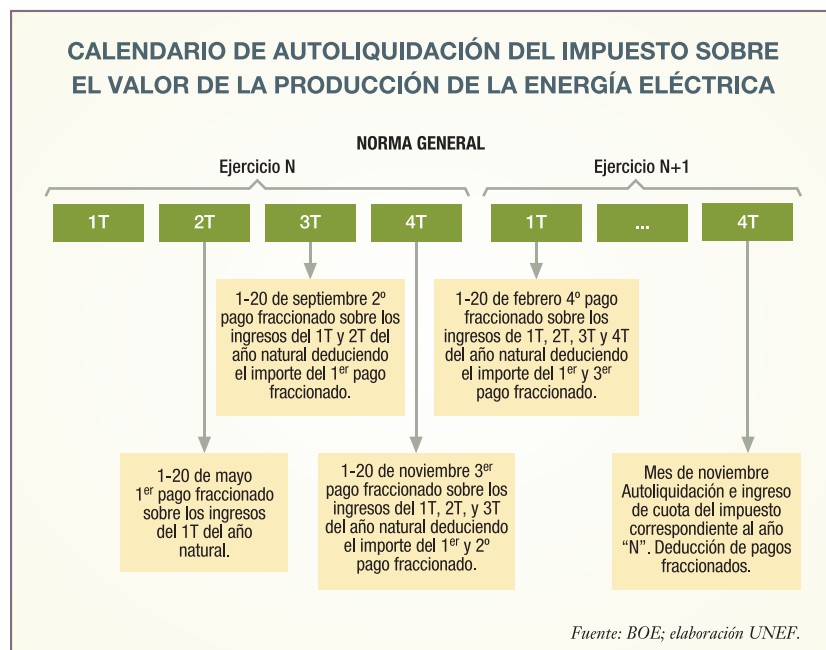 CALENDARIO DE AUTOLIQUIDACIÓN DEL IMPUESTO SOBRE
EL VALOR DE LA PRODUCCIÓN DE LA ENERGÍA ELÉCTRICA
NORMA GENERAL
Ejercicio N
Ejercicio N+1
1T
2T
3T
4T
1T
...
4T
1-20 de septiembre 2º
pago fraccionado sobre los
ingresos del 1T y 2T del
año natural deduciendo
el importe del 1er pago
fraccionado.
1-20 de febrero 4º pago
fraccionado sobre los
ingresos de 1T, 2T, 3T y 4T
del año natural deduciendo
el importe del 1er y 3er
pago fraccionado.
1-20 de mayo
1er pago fraccionado
sobre los ingresos
del 1T del año
natural.
1-20 de noviembre 3er
pago fraccionado sobre los
ingresos del 1T, 2T, y 3T
del año natural deduciendo
el importe del 1er y 2º
pago fraccionado.
Mes de noviembre
Autoliquidación e ingreso
de cuota del impuesto
correspondiente al año
“N”. Deducción de pagos
fraccionados.
Fuente: BOE; elaboración UNEF.